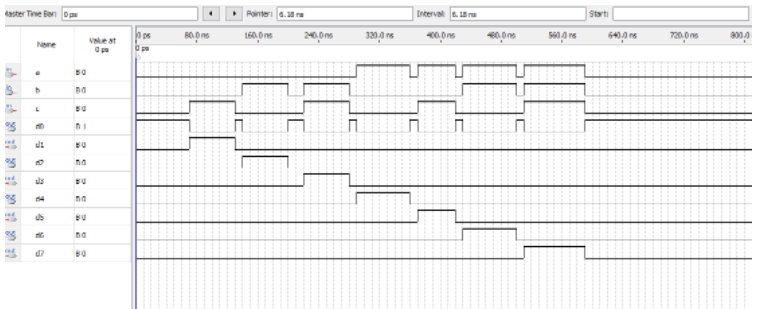 Master Time Bar: 0 ps Pointer: 6.18 ns Interval: 6.18 ns Start:
Name Value at 0 ps
0 ps 80.0 ns 160.0 ns 240.0 ns 320.0 ns 400.0 ns 480.0 ns 560.0 ns 640.0 ns 720.0 ns 800.0
0 ps
a B 0
b B 0
c B 0
d0 B 1
d1 B 0
d2 B 0
d3 B 0
d4 B 0
d5 B 0
d6 B 0
d7 B 0